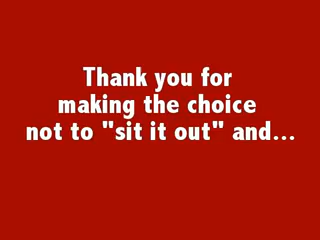 Thank you for
making the choice
not to "sit it out" and...